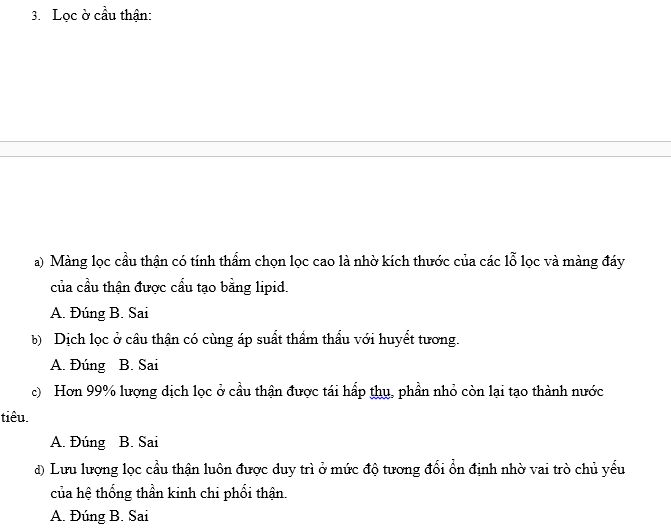 3. Lọc ở cầu thận:
a) Màng lọc cầu thận có tính thấm chọn lọc cao là nhờ kích thước của các lỗ lọc và màng đáy
của cầu thận được cấu tạo bằng lipid.
A. Đúng B. Sai
b) Dịch lọc ở cầu thận có cùng áp suất thẩm thấu với huyết tương.
A. Đúng B. Sai
c) Hơn 99% lượng dịch lọc ở cầu thận được tái hấp thu, phần nhỏ còn lại tạo thành nước
tiểu.
A. Đúng B. Sai
d) Lưu lượng lọc cầu thận luôn được duy trì ở mức độ tương đối ổn định nhờ vai trò chủ yếu
của hệ thống thần kinh chi phối thận.
A. Đúng B. Sai